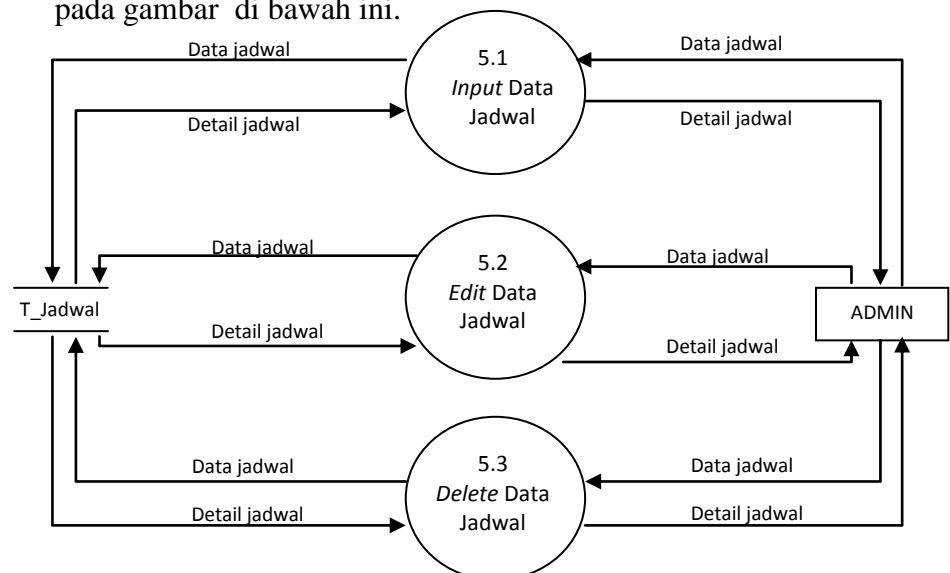 pada gambar di bawah ini.
Data jadwal
5.1
Input Data
Jadwal
Data jadwal
Detail jadwal
Detail jadwal
Data jadwal
5.2
Edit Data
Jadwal
Data jadwal
T_Jadwal
ADMIN
Detail jadwal
Detail jadwal
Data jadwal
5.3
Delete Data
Jadwal
Data jadwal
Detail jadwal
Detail jadwal